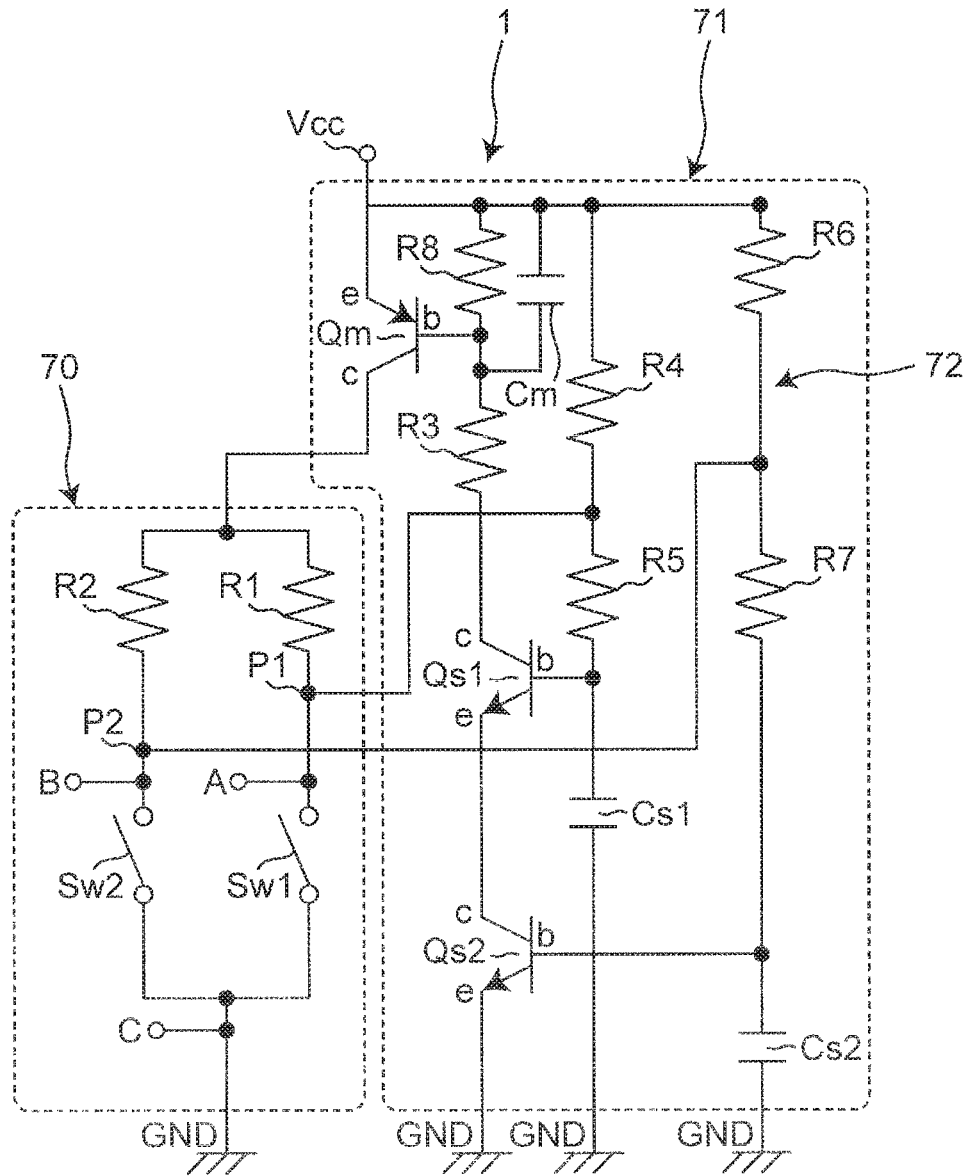 1
71
Vcc
R8
R6
e
Qm
b
70
c
Cm
R4
72
R3
R2
R1
R5
R7
P1
c
Qs1
b
P2
e
B
A
Cs1
Sw2
Sw1
c
Qs2
b
e
C
Cs2
GND
GND
GND
GND